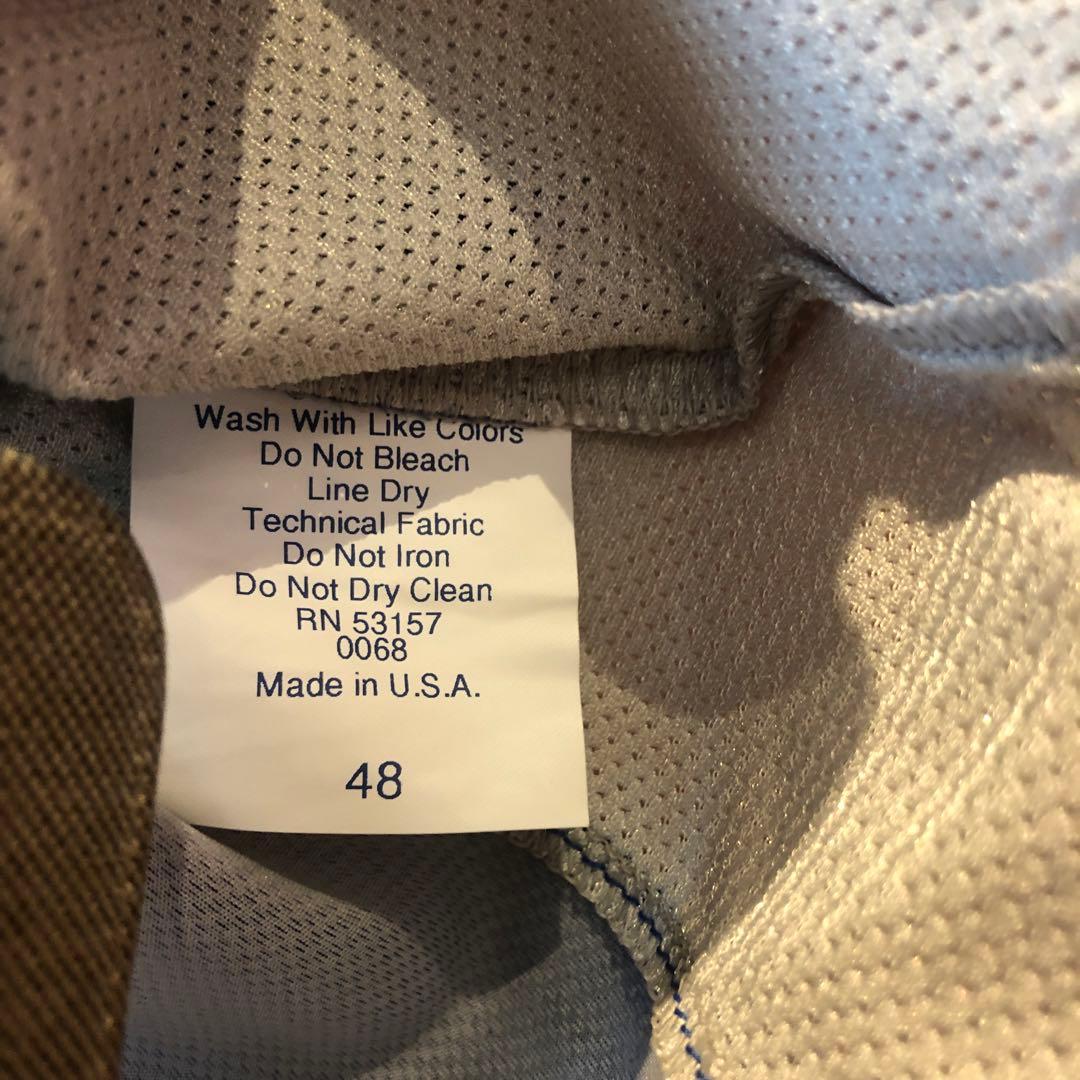 Wash With Like Colors
Do Not Bleach
Line Dry
Technical Fabric
Do Not Iron
Do Not Dry Clean
RN 53157
0068
Made in U.S.A.
48